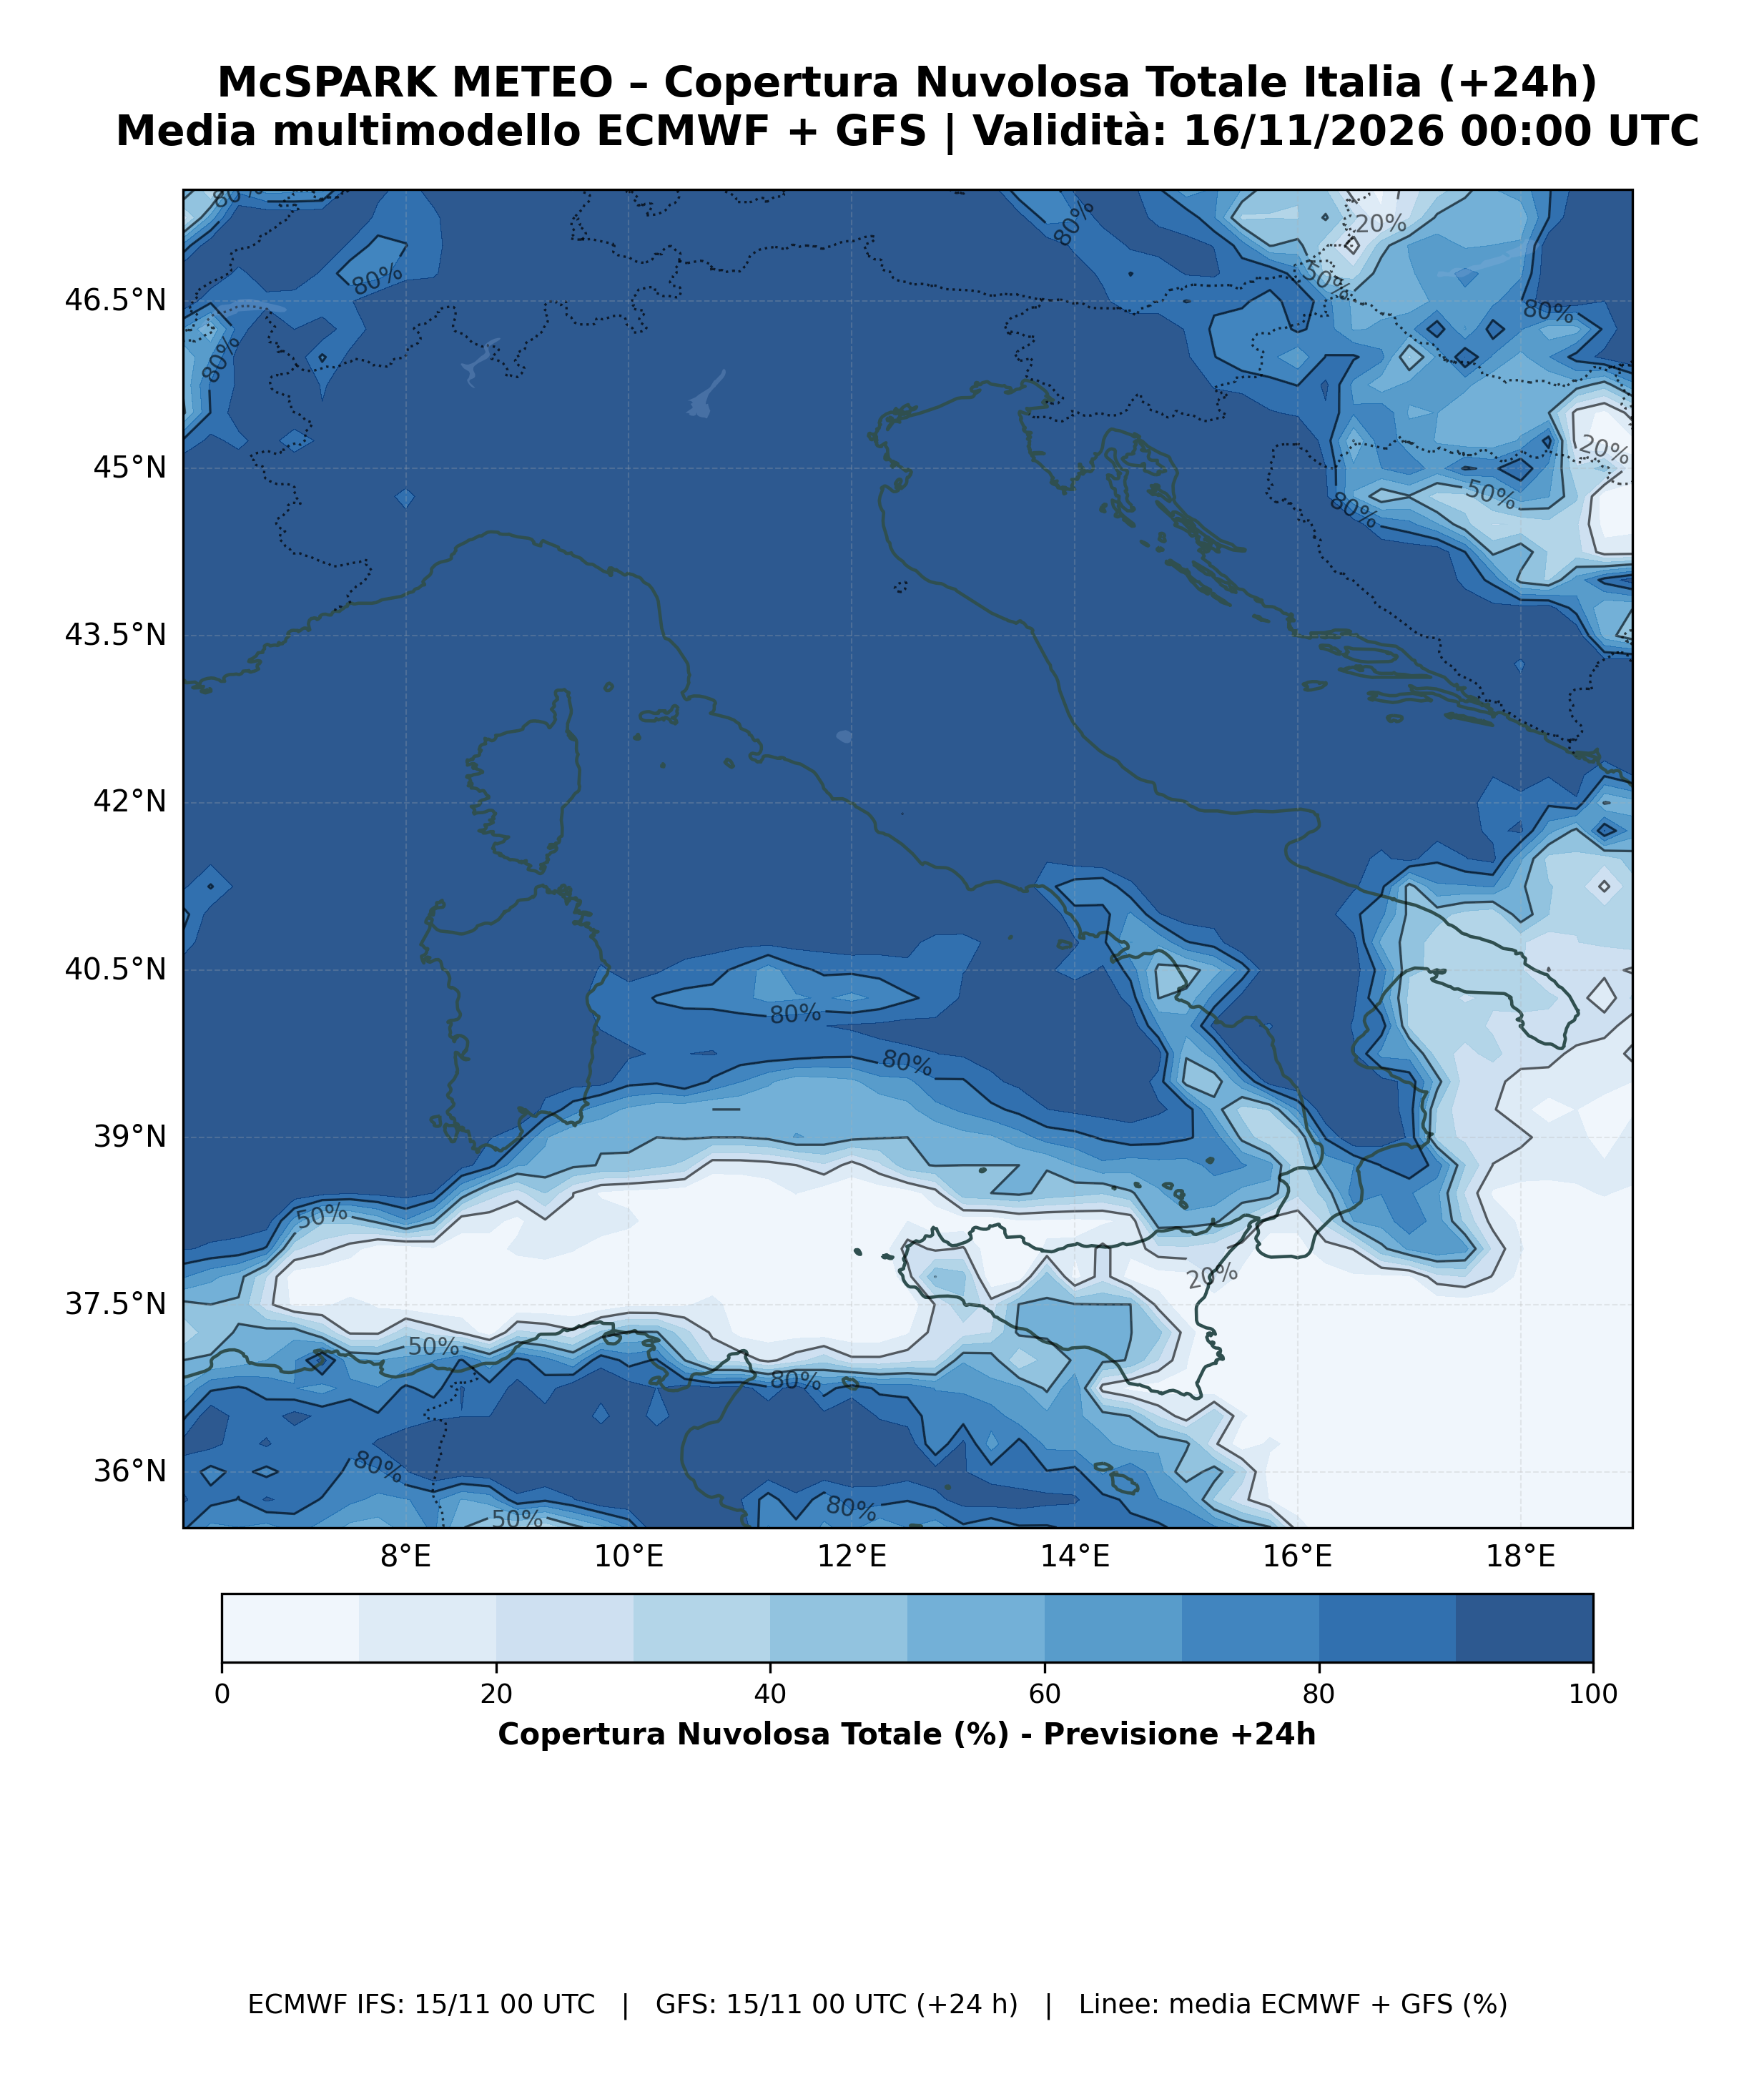 McSPARK METEO – Copertura Nuvolosa Totale Italia (+24h)
Media multimodello ECMWF + GFS | Validità: 16/11/2026 00:00 UTC
80%
80%
20%
80%
50%
46.5°N
80%
80%
20%
45°N
50%
80%
43.5°N
42°N
40.5°N
80%
80%
39°N
50%
20%
37.5°N
50%
80%
36°N
80%
80%
50%
8°E 10°E 12°E 14°E 16°E 18°E
0 20 40 60 80 100
Copertura Nuvolosa Totale (%) - Previsione +24h
ECMWF IFS: 15/11 00 UTC | GFS: 15/11 00 UTC (+24 h) | Linee: media ECMWF + GFS (%)